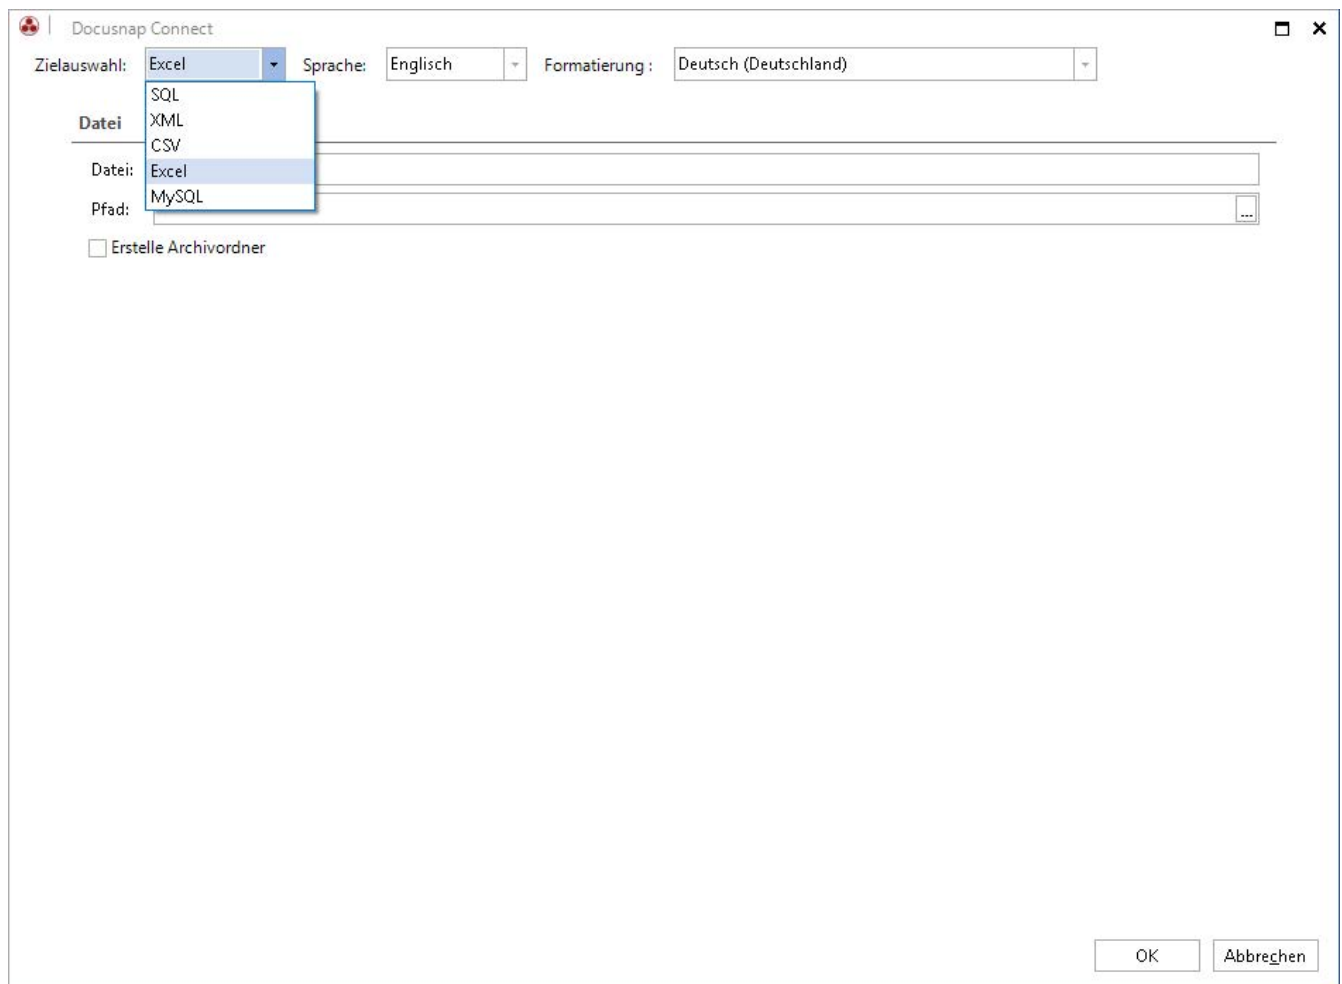 Docusnap Connect
Zielauswahl: Excel Sprache: Englisch Formatierung : Deutsch (Deutschland)
SQL
XML
CSV
Excel
MySQL
Datei
Datei:
Pfad: ...
Erstelle Archivordner
OK Abbrechen